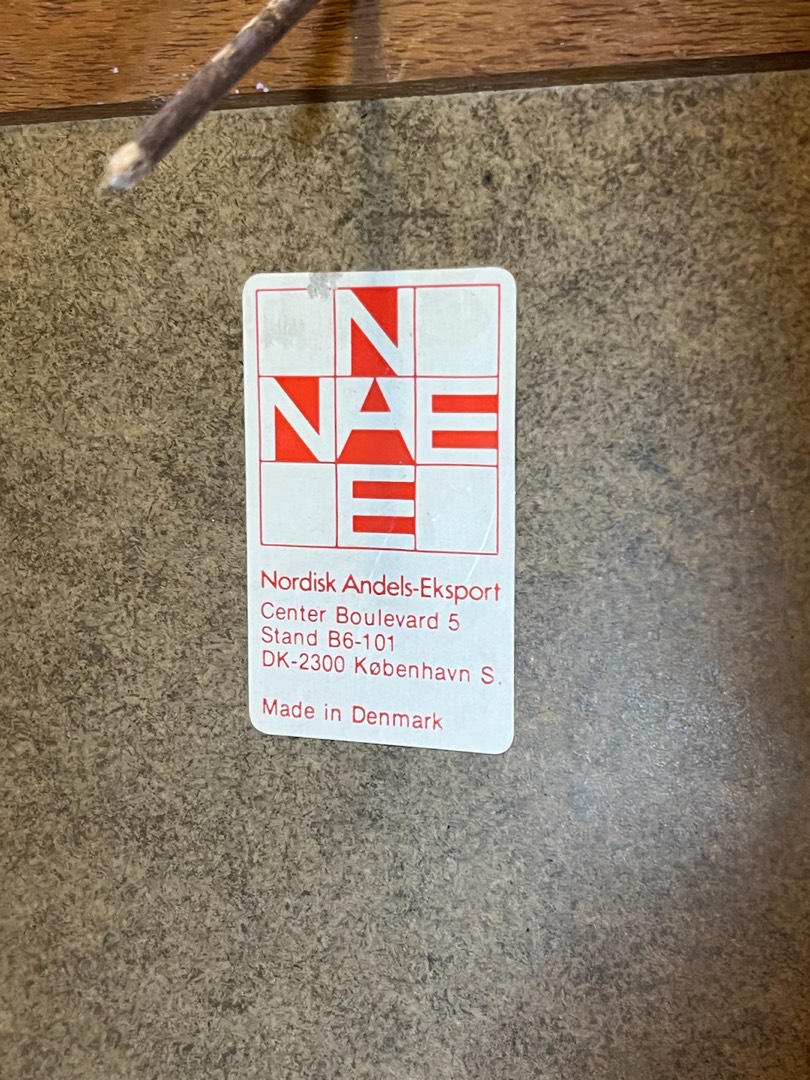 N
NAE
E
Nordisk Andels-Eksport
Center Boulevard 5
Stand B6-101
DK-2300 København S.
Made in Denmark